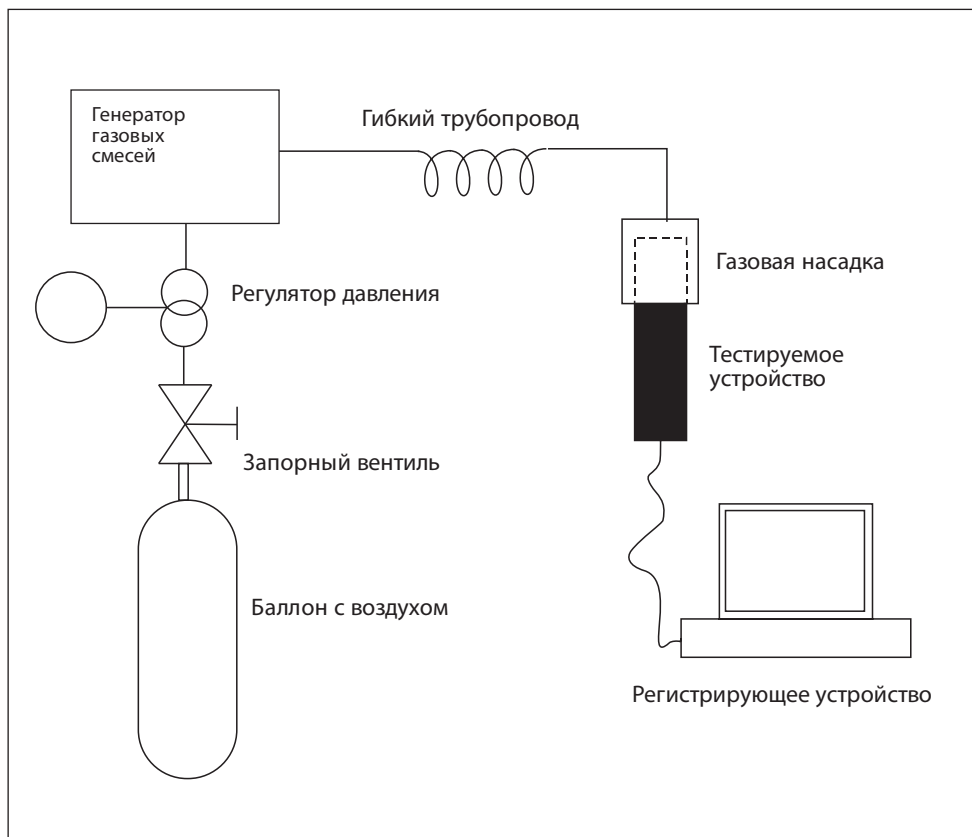 Генератор
газовых
смесей
Гибкий трубопровод
Газовая насадка
Регулятор давления
Тестируемое
устройство
Запорный вентиль
Баллон с воздухом
Регистрирующее устройство